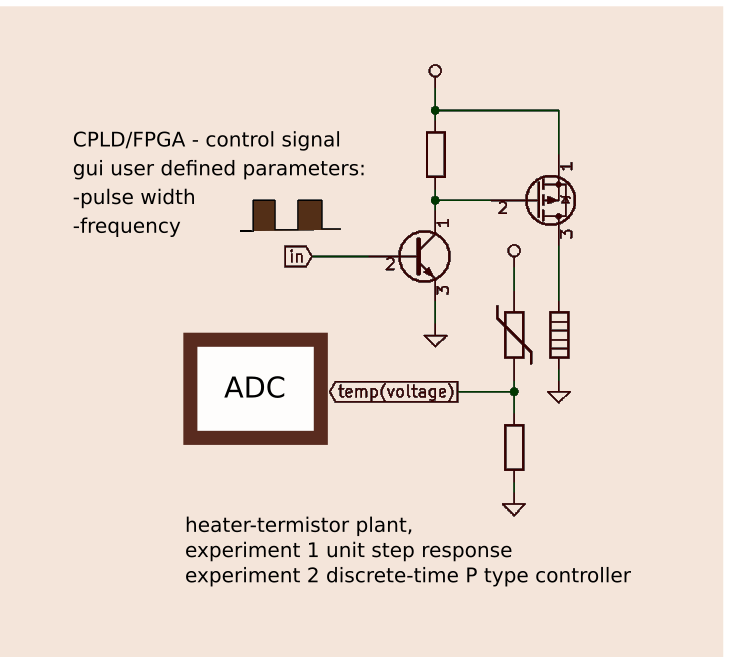 CPLD/FPGA - control signal
gui user defined parameters:
-pulse width
-frequency
in
2
1
3
2
1
3
ADC
temp(voltage)
heater-termistor plant,
experiment 1 unit step response
experiment 2 discrete-time P type controller